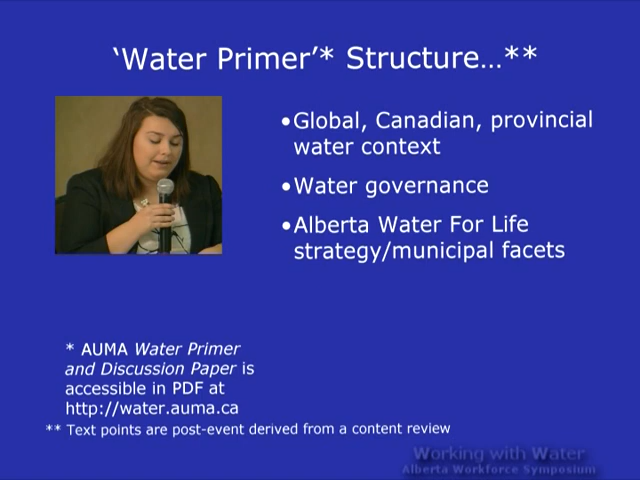 ‘Water Primer’* Structure...**
•Global, Canadian, provincial
water context
•Water governance
•Alberta Water For Life
strategy/municipal facets
* AUMA Water Primer
and Discussion Paper is
accessible in PDF at
http://water.auma.ca
** Text points are post-event derived from a content review
Working with Water
Alberta Workforce Symposium